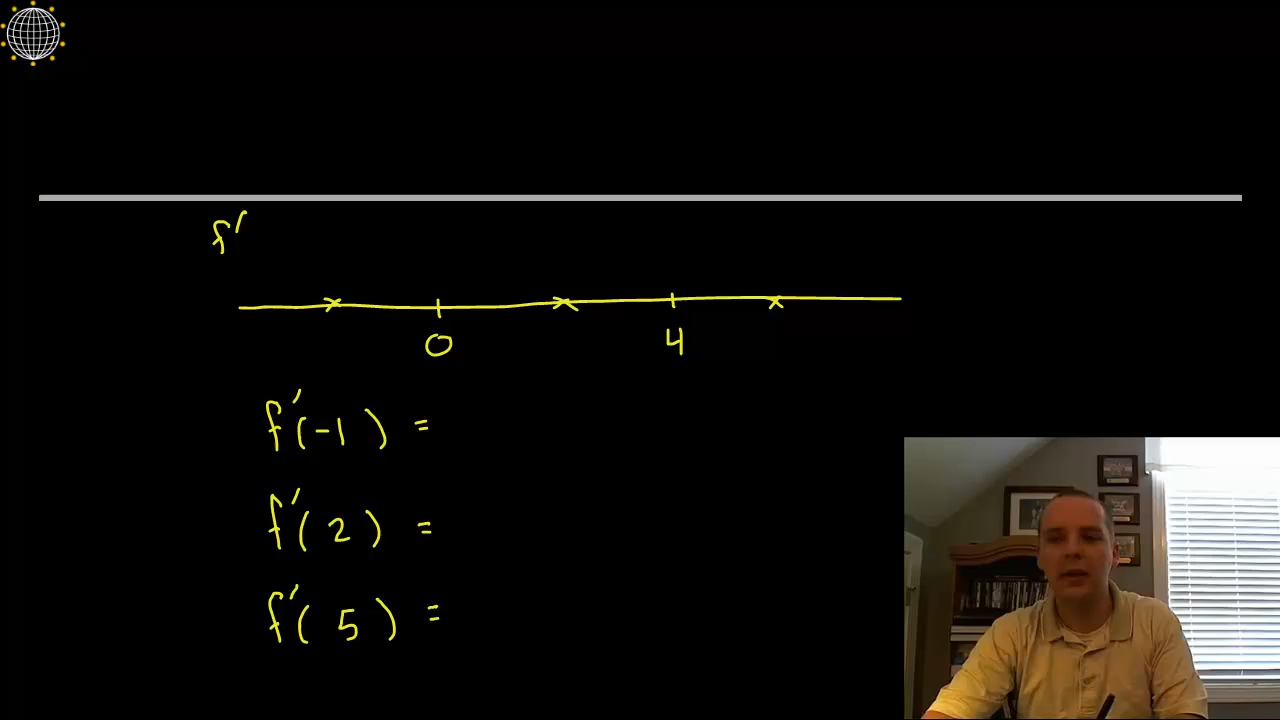 f'
0 4
f'(-1) =
f'(2) =
f'(5) =